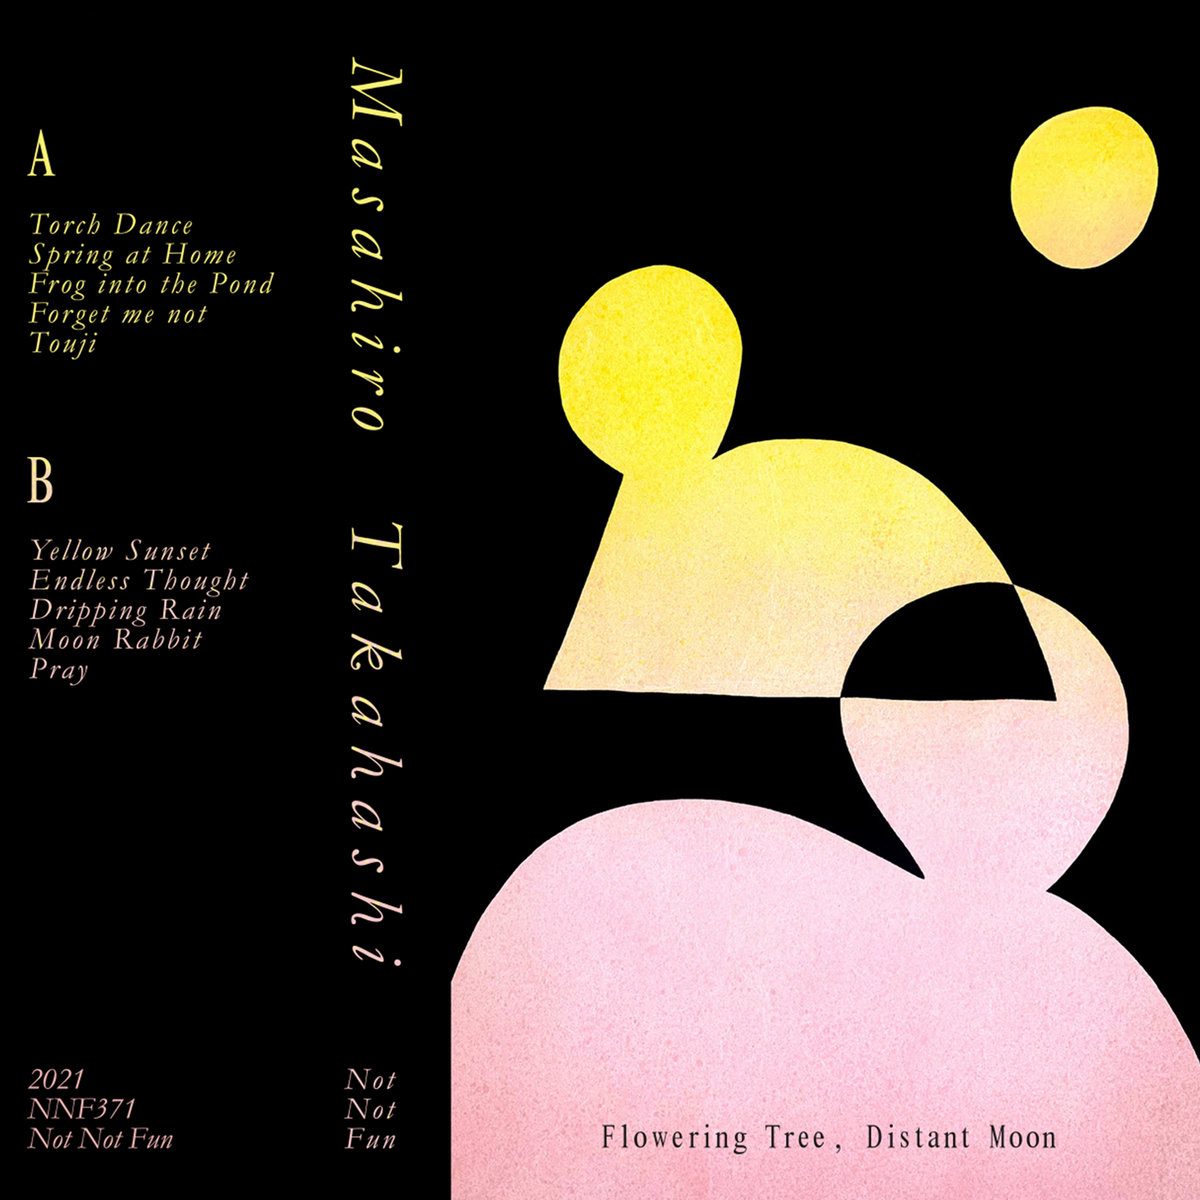 A
Torch Dance
Spring at Home
Frog into the Pond
Forget me not
Touji
B
Yellow Sunset
Endless Thought
Dripping Rain
Moon Rabbit
Pray
2021
NNF371
Not Not Fun
Masahiro Takahashi
Not
Not
Fun
Flowering Tree, Distant Moon